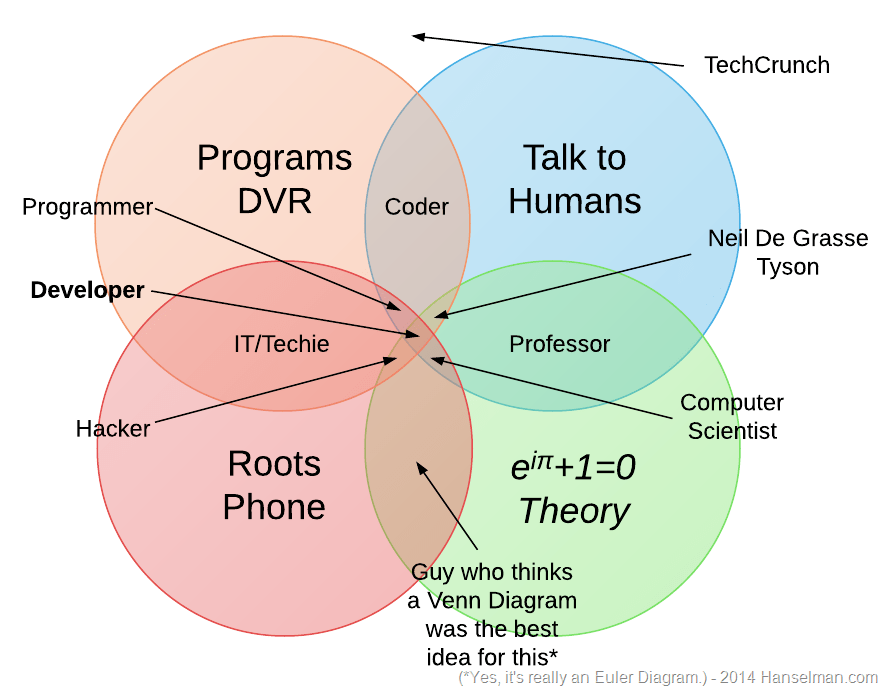 TechCrunch
Programs
DVR
Talk to
Humans
Programmer
Coder
Neil De Grasse
Tyson
Developer
IT/Techie
Professor
Hacker
Computer
Scientist
Roots
Phone
e^iπ+1=0
Theory
Guy who thinks
a Venn Diagram
was the best
idea for this*
(*Yes, it's really an Euler Diagram.) - 2014 Hanselman.com